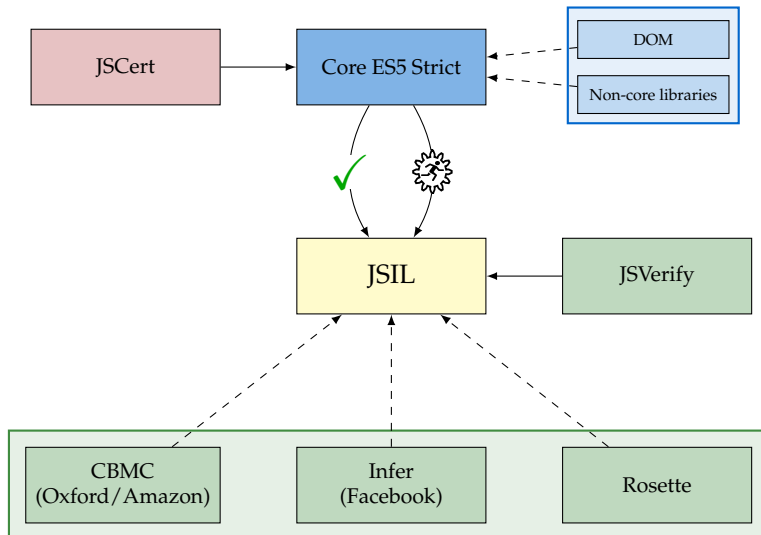 JSCert
Core ES5 Strict
DOM
Non-core libraries
JSIL
JSVerify
CBMC
(Oxford/Amazon)
Infer
(Facebook)
Rosette